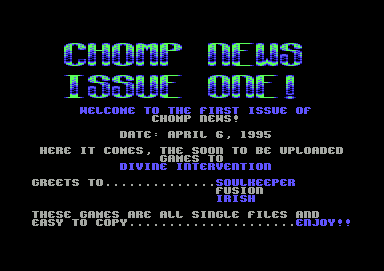 CHOMP NEWS
ISSUE ONE!
WELCOME TO THE FIRST ISSUE OF
CHOMP NEWS!
DATE: APRIL 6, 1995
HERE IT COMES, THE SOON TO BE UPLOADED
GAMES TO
DIVINE INTERVENTION
GREETS TO..............SOULKEEPER
FUSION
IRISH
THESE GAMES ARE ALL SINGLE FILES AND
EASY TO COPY.....................ENJOY!!